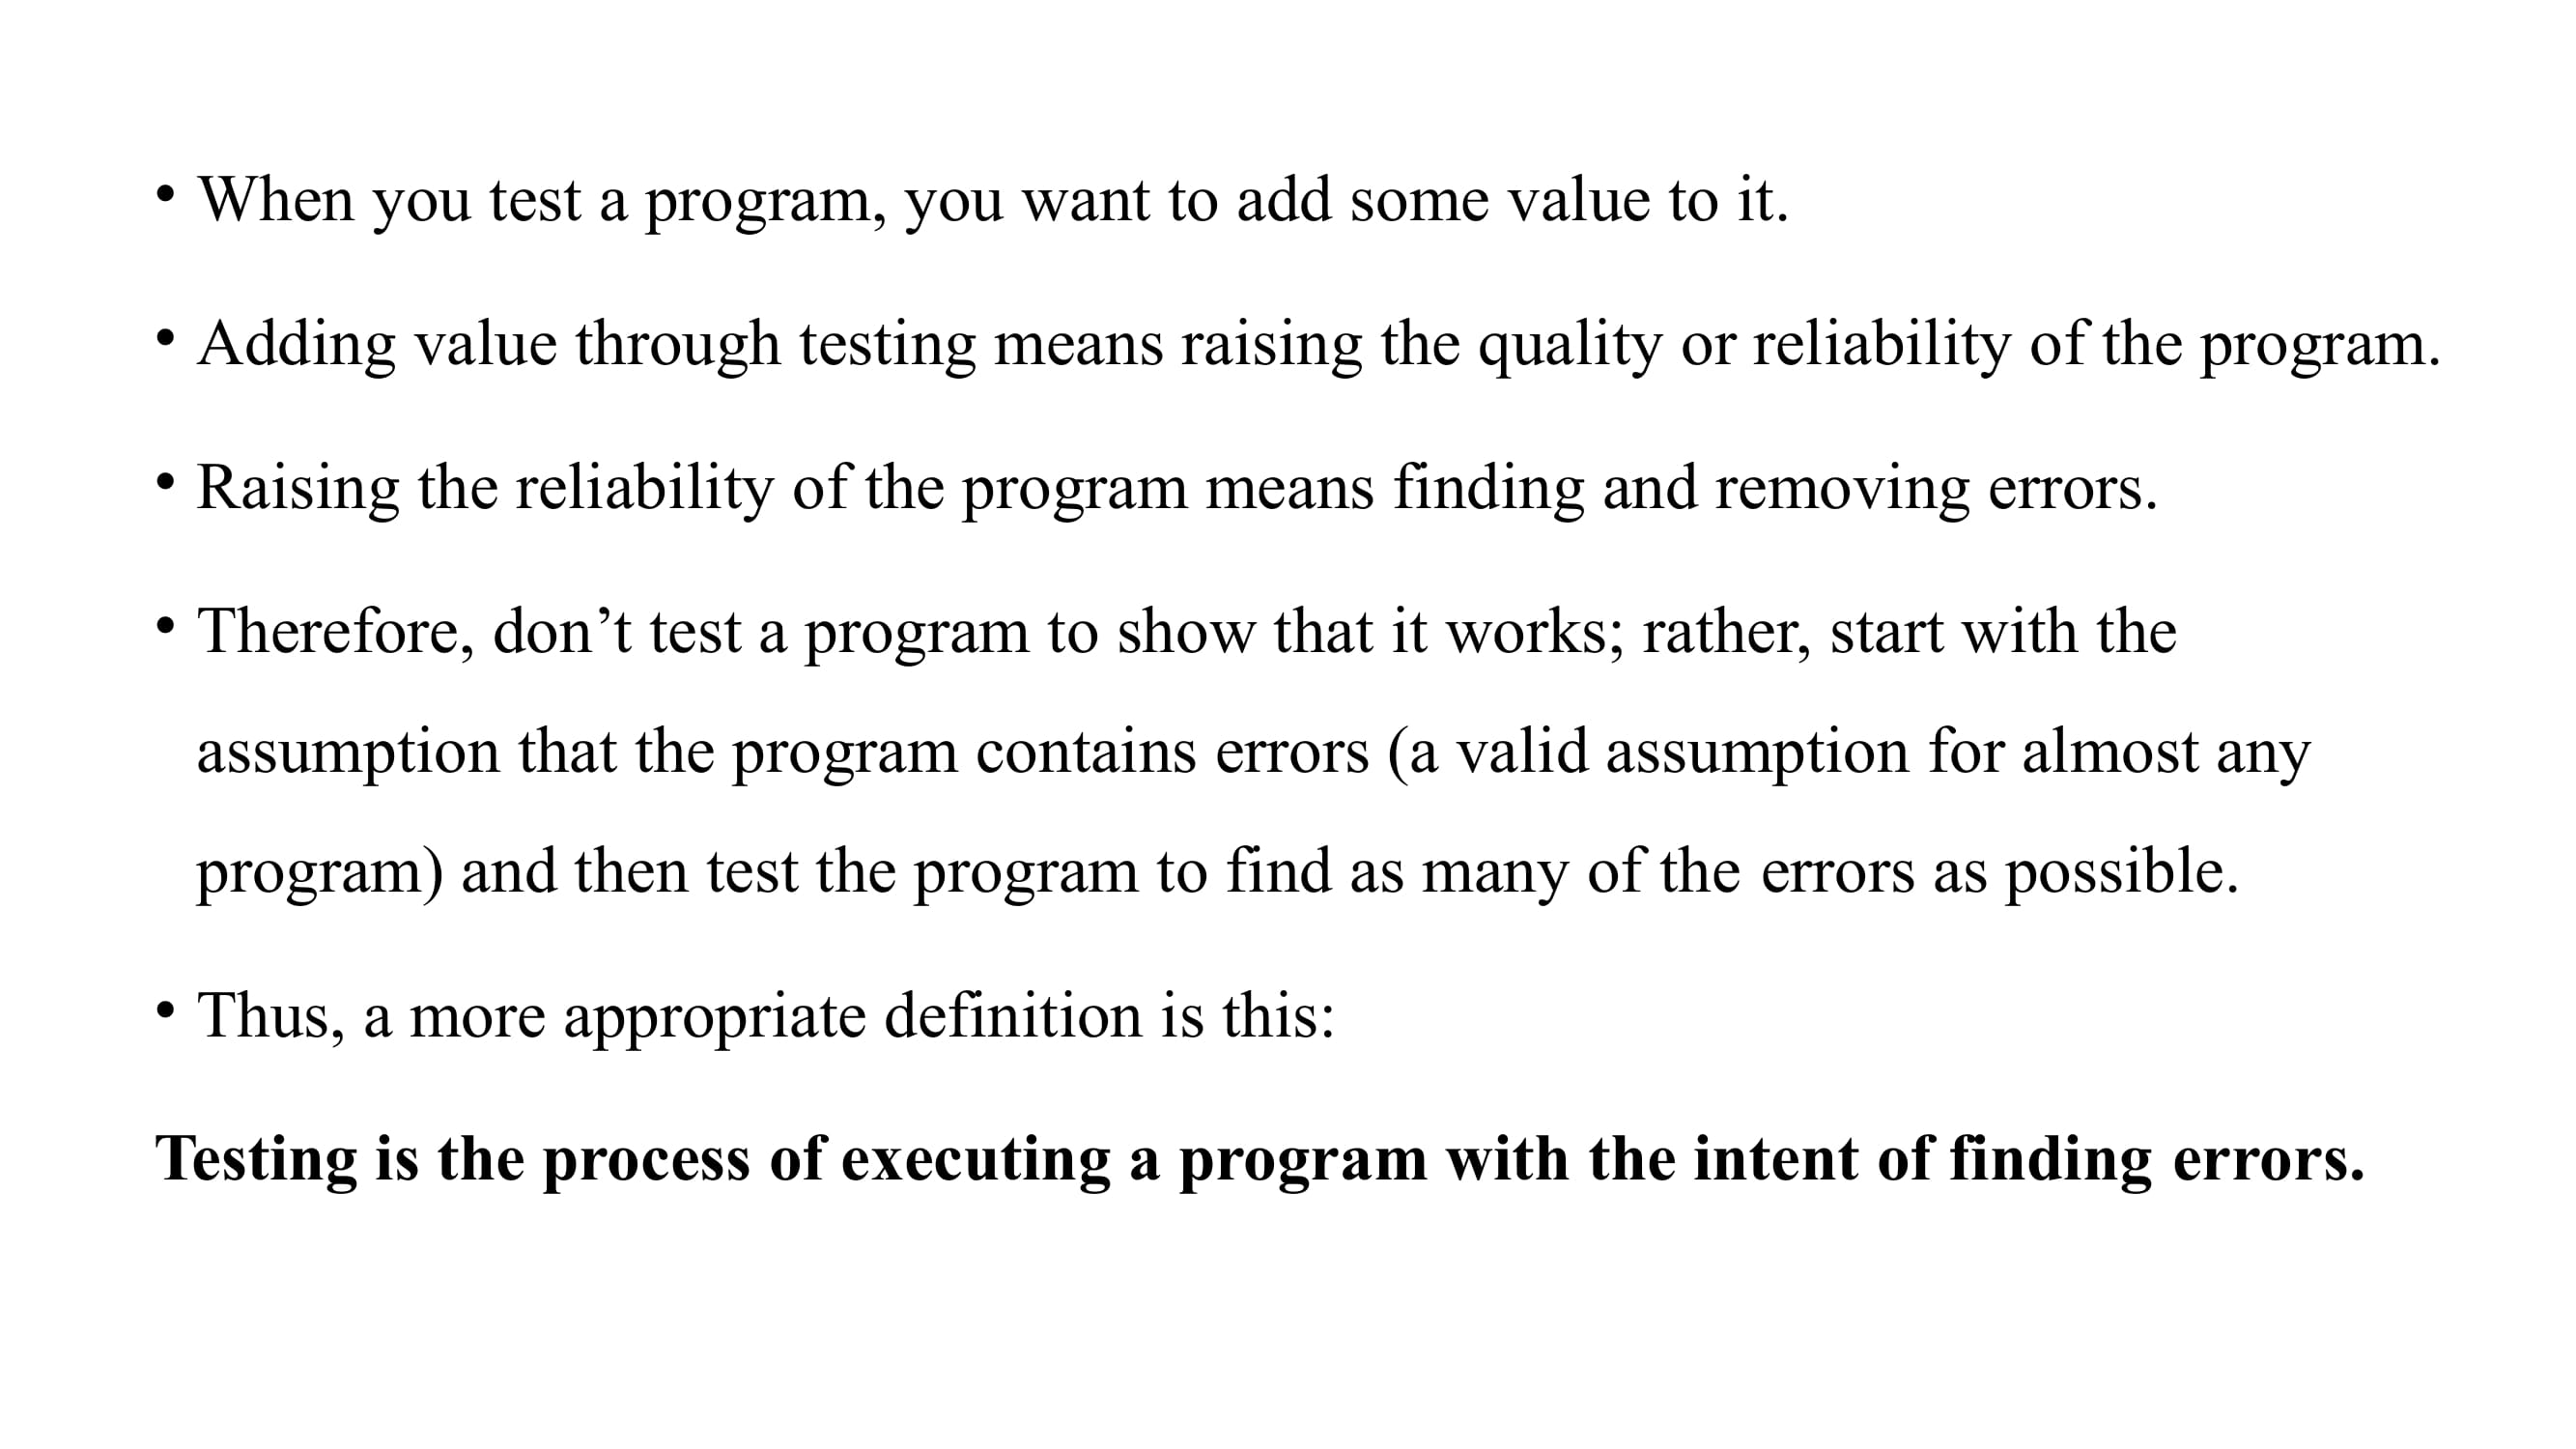 • When you test a program, you want to add some value to it.
• Adding value through testing means raising the quality or reliability of the program.
• Raising the reliability of the program means finding and removing errors.
• Therefore, don’t test a program to show that it works; rather, start with the
assumption that the program contains errors (a valid assumption for almost any
program) and then test the program to find as many of the errors as possible.
• Thus, a more appropriate definition is this:
Testing is the process of executing a program with the intent of finding errors.